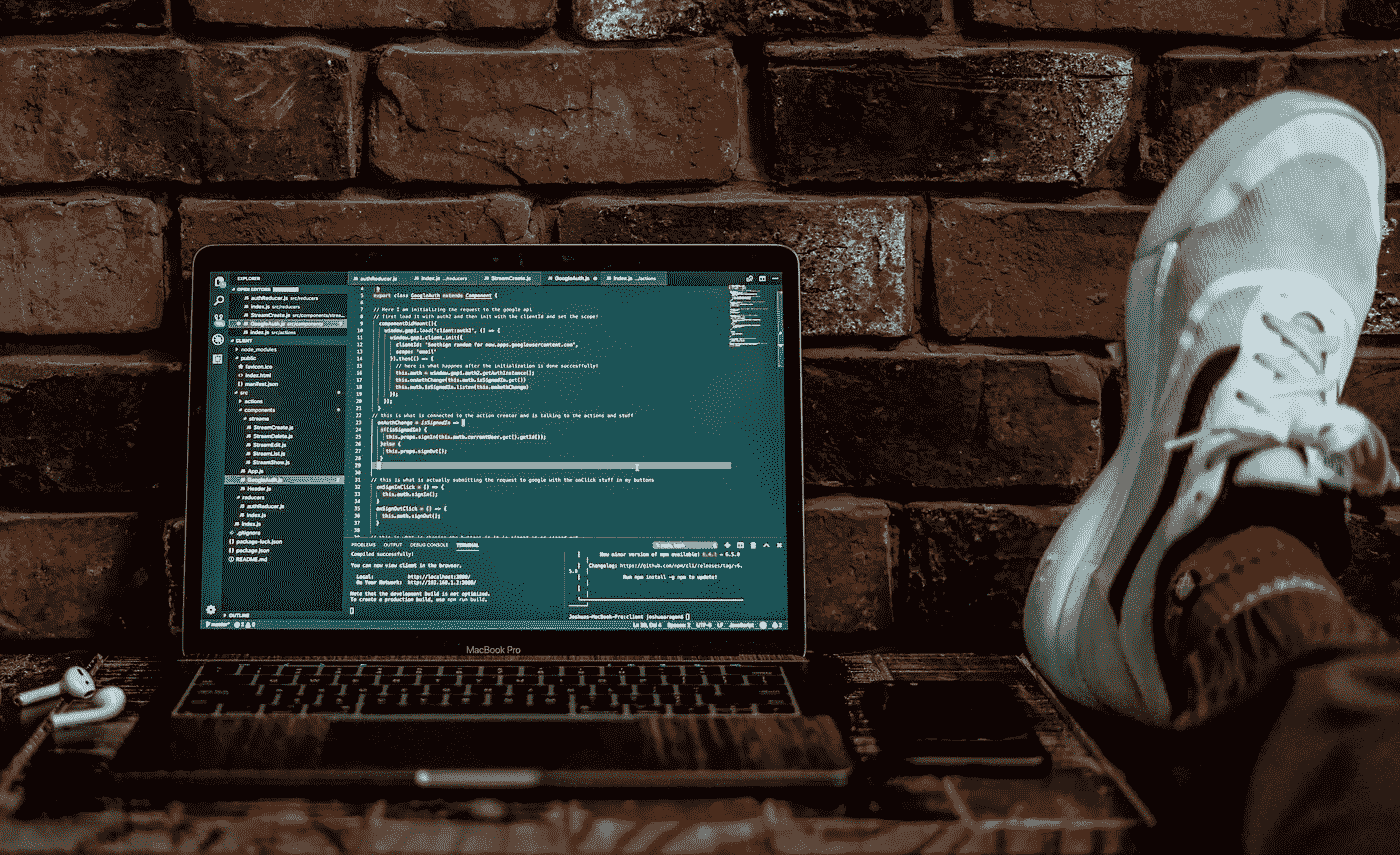 EXPLORER
OPEN EDITORS
authReducer.js src/reducers
index.js src/reducers
StreamCreate.js src/components/strea...
GoogleAuth.js src/components
index.js src/actions
CLIENT
node_modules
public
favicon.ico
index.html
manifest.json
src
actions
components
streams
StreamCreate.js
StreamDelete.js
StreamEdit.js
StreamList.js
StreamShow.js
App.js
GoogleAuth.js
Header.js
reducers
authReducer.js
index.js
index.js
.gitignore
package-lock.json
package.json
README.md
OUTLINE
authReducer.js
index.js .../reducers
StreamCreate.js
GoogleAuth.js
index.js .../actions
4 }
5 export class GoogleAuth extends Component {
6
7 // Here I am initializing the request to the google api
8 // first load it with auth2 and the init with the clientId and set the scope!
9 componentDidMount(){
10 window.gapi.load('client:auth2', () => {
11 window.gapi.client.init({
12 clientId:
13 scope: 'email'
14 }).then(() => {
15 // here is what happnes after the initialization is done successfully!
16 this.auth = window.gapi.auth2.getAuthInstance();
17 this.onAuthChange(this.auth.isSignedIn.get())
18 this.auth.isSignedIn.listen(this.onAuthChange)
19 });
20 });
21 }
22 // this is what is connected to the action creator and is talking to the actions and stuff
23 onAuthChange = isSignedIn => {
24 if(isSignedIn) {
25 this.props.signIn(this.auth.currentUser.get().getId());
26 }else {
27 this.props.signOut();
28 }
29 }
30
31 // this is what is actually submitting the request to google with the onClick stuff in my buttons
32 onSignInClick = () => {
33 this.auth.signIn();
34 }
35 onSignOutClick = () => {
36 this.auth.signOut();
37 }
38
PROBLEMS OUTPUT DEBUG CONSOLE TERMINAL
Compiled successfully!
You can now view client in the browser.
Local: http://localhost:3000/
On Your Network: http://192.168.1.2:3000/
Note that the development build is not optimized.
To create a production build, use npm run build.
New minor version of npm available! 6.4.1 → 6.5.0
Changelog: https://github.com/npm/cli/releases/tag/v6.
5.0
Run npm install -g npm to update!
Joshuas-MacBook-Pro:client joshuaaragon$
master
Ln 29, Col 4 Spaces: 2 UTF-8 LF JavaScript
MacBook Pro